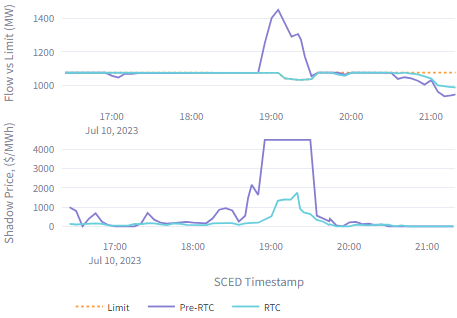 Flow vs Limit (MW)
1400
1200
1000
17:00 18:00 19:00 20:00 21:00
Jul 10, 2023
Shadow Price, ($/MWh)
4000
3000
2000
1000
0
17:00 18:00 19:00 20:00 21:00
Jul 10, 2023
SCED Timestamp
Limit Pre-RTC RTC